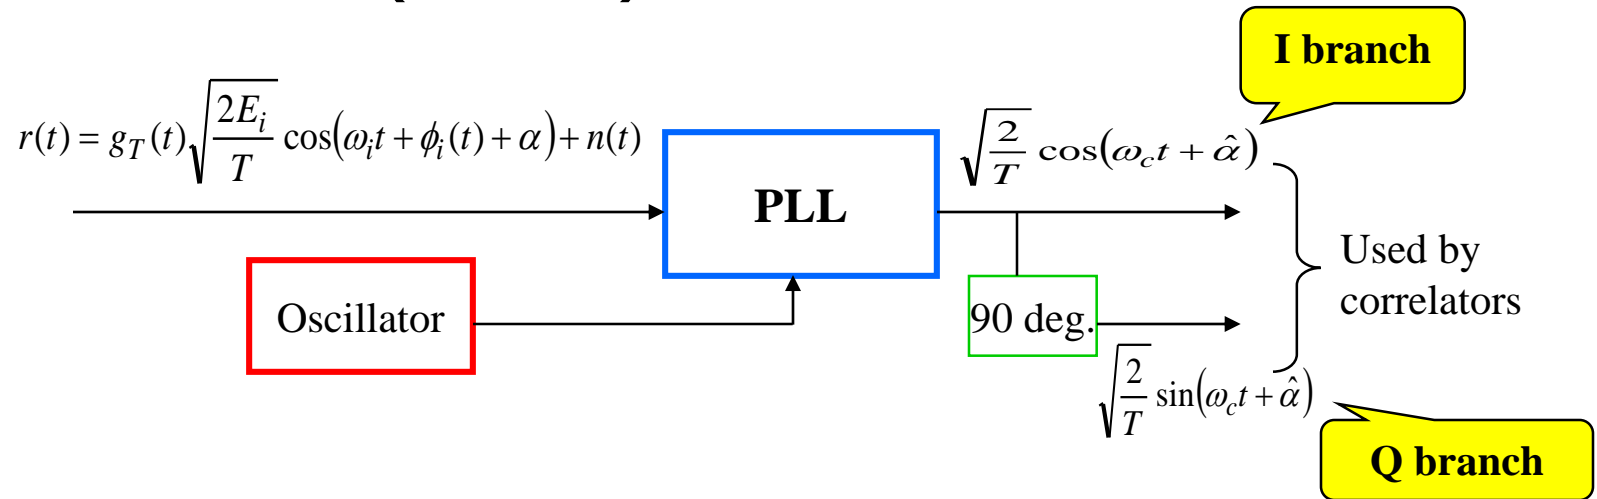 I branch
r(t) = g_T(t)√(2E_i/T) cos(ω_i t + ϕ_i(t) + α) + n(t)
√(2/T) cos(ω_c t + α̂)
PLL
Used by
correlators
Oscillator
90 deg.
√(2/T) sin(ω_c t + α̂)
Q branch